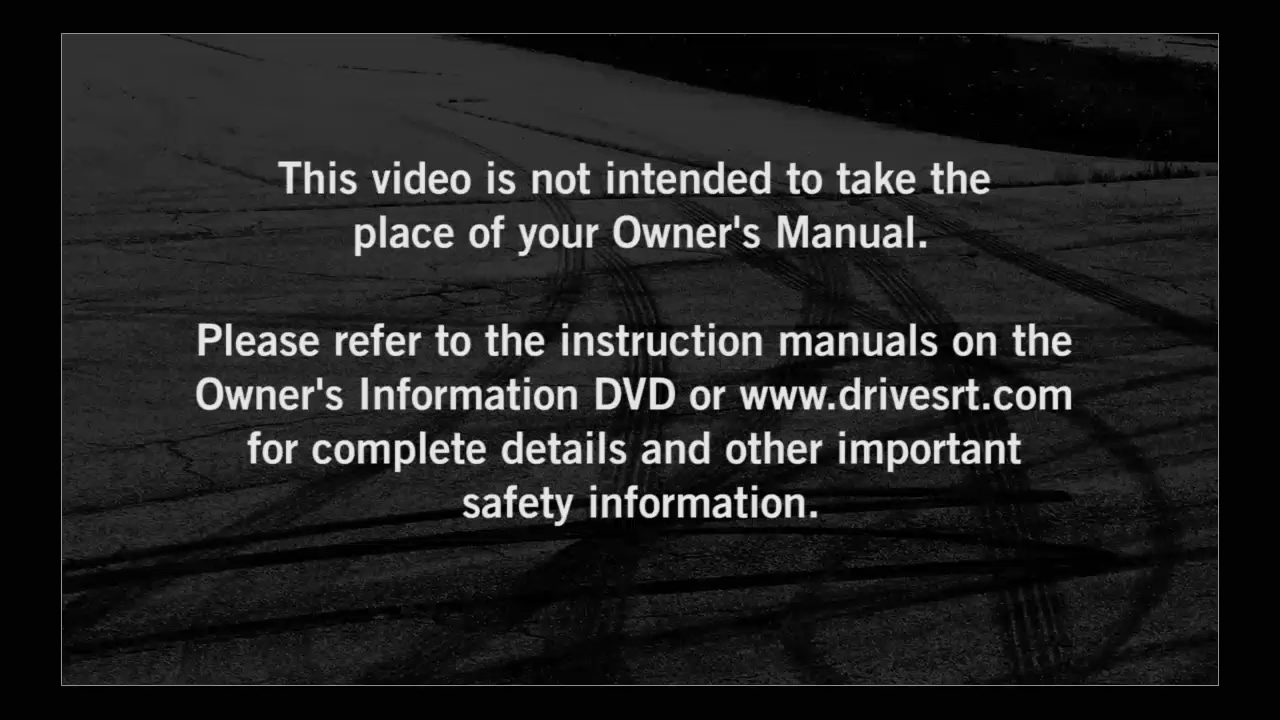 This video is not intended to take the
place of your Owner's Manual.
Please refer to the instruction manuals on the
Owner's Information DVD or www.drivesrt.com
for complete details and other important
safety information.